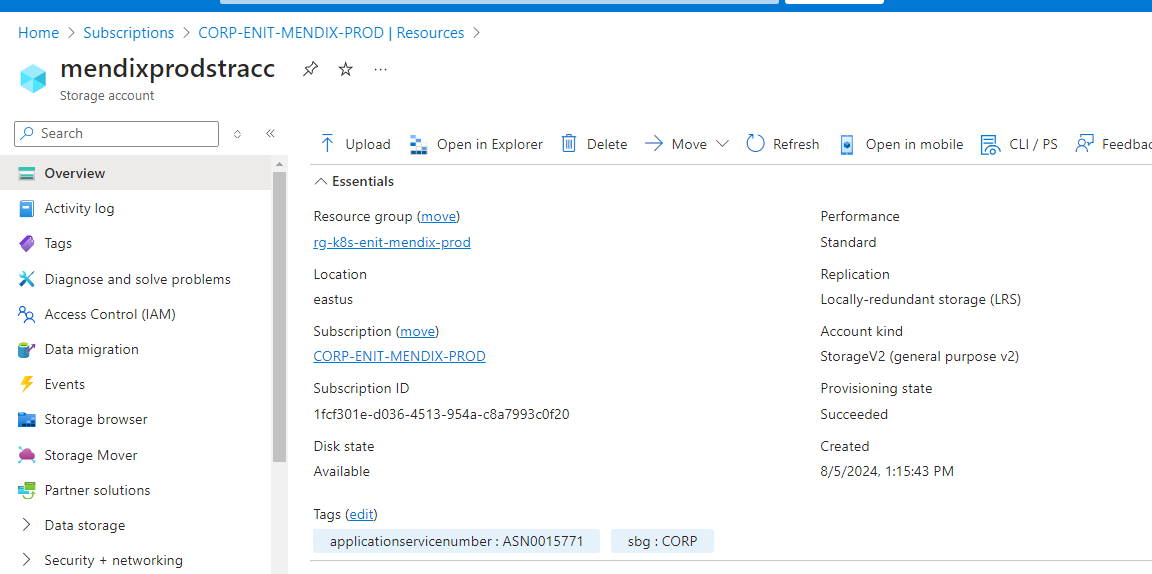 Home > Subscriptions > CORP-ENIT-MENDIX-PROD | Resources >
mendixprodstracc
Storage account
Search
Upload Open in Explorer Delete Move Refresh Open in mobile CLI / PS Feedbac
Overview
Activity log
Tags
Diagnose and solve problems
Access Control (IAM)
Data migration
Events
Storage browser
Storage Mover
Partner solutions
Data storage
Security + networking
Essentials
Resource group (move)
rg-k8s-enit-mendix-prod
Location
eastus
Subscription (move)
CORP-ENIT-MENDIX-PROD
Subscription ID
1fcf301e-d036-4513-954a-c8a7993c0f20
Disk state
Available
Performance
Standard
Replication
Locally-redundant storage (LRS)
Account kind
StorageV2 (general purpose v2)
Provisioning state
Succeeded
Created
8/5/2024, 1:15:43 PM
Tags (edit)
applicationservicenumber : ASN0015771 sbg : CORP